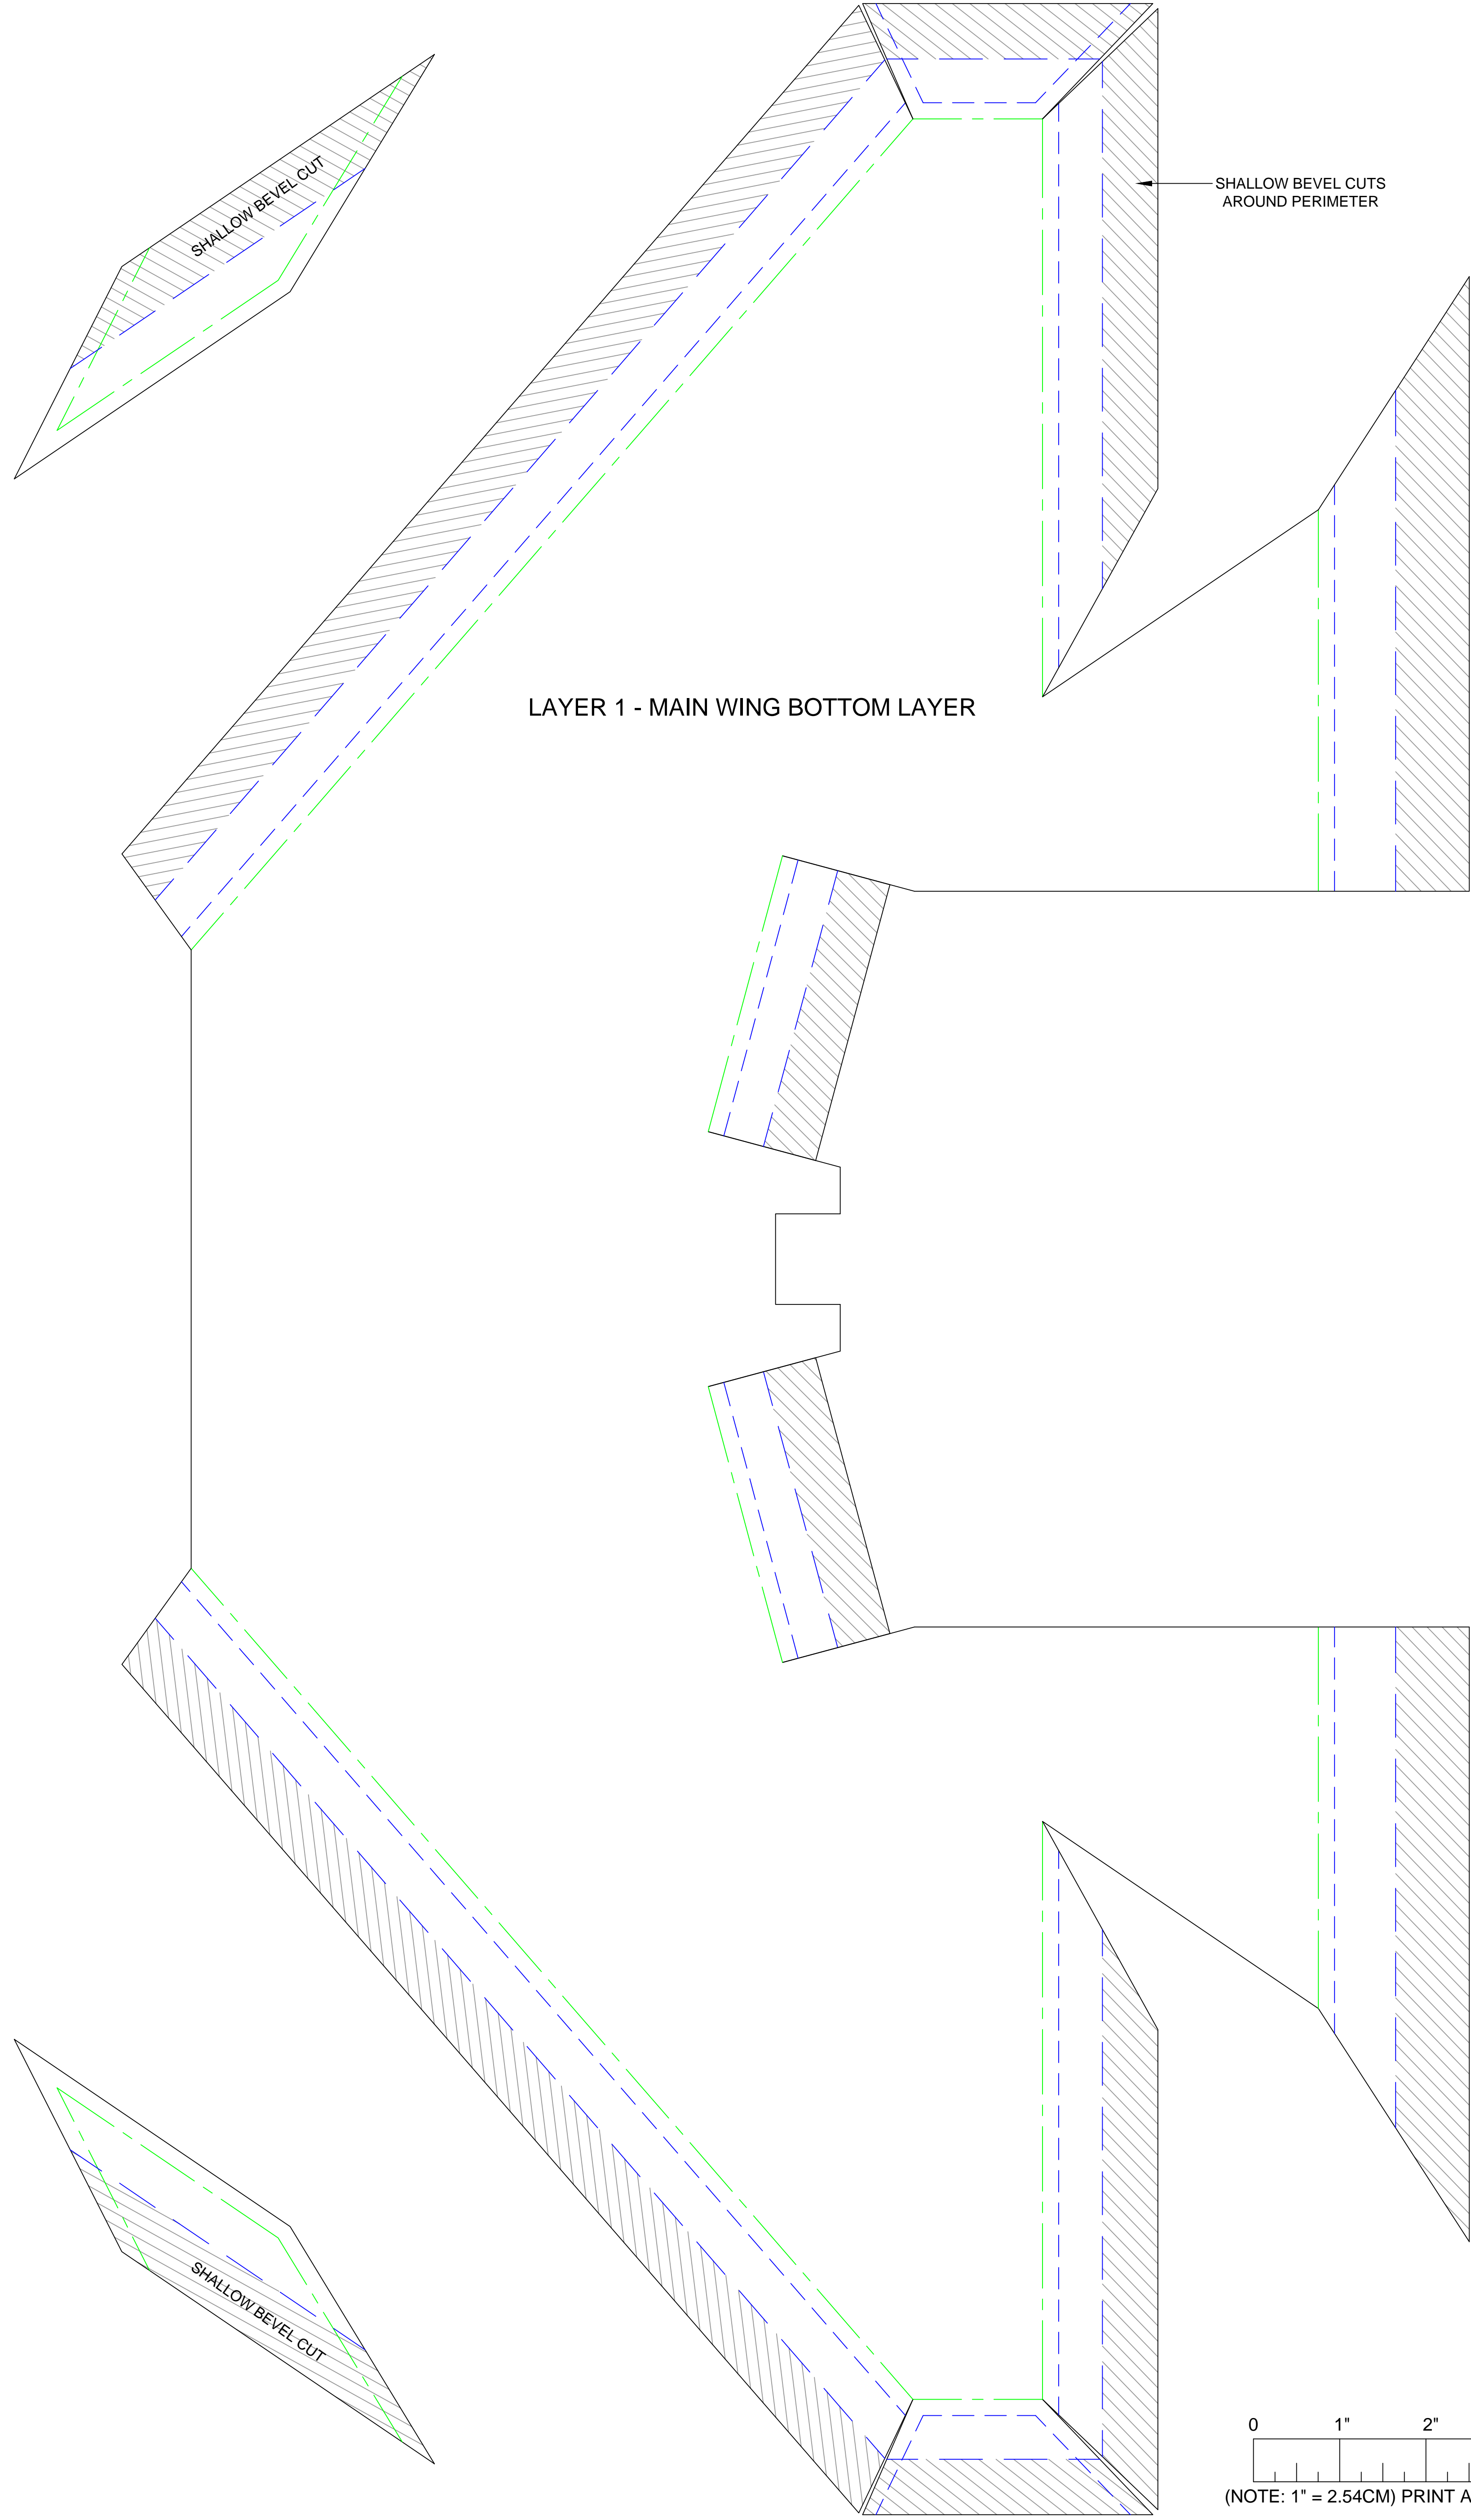 SHALLOW BEVEL CUT
SHALLOW BEVEL CUTS
AROUND PERIMETER
LAYER 1 - MAIN WING BOTTOM LAYER
SHALLOW BEVEL CUT
0 1" 2"
(NOTE: 1" = 2.54CM) PRINT A